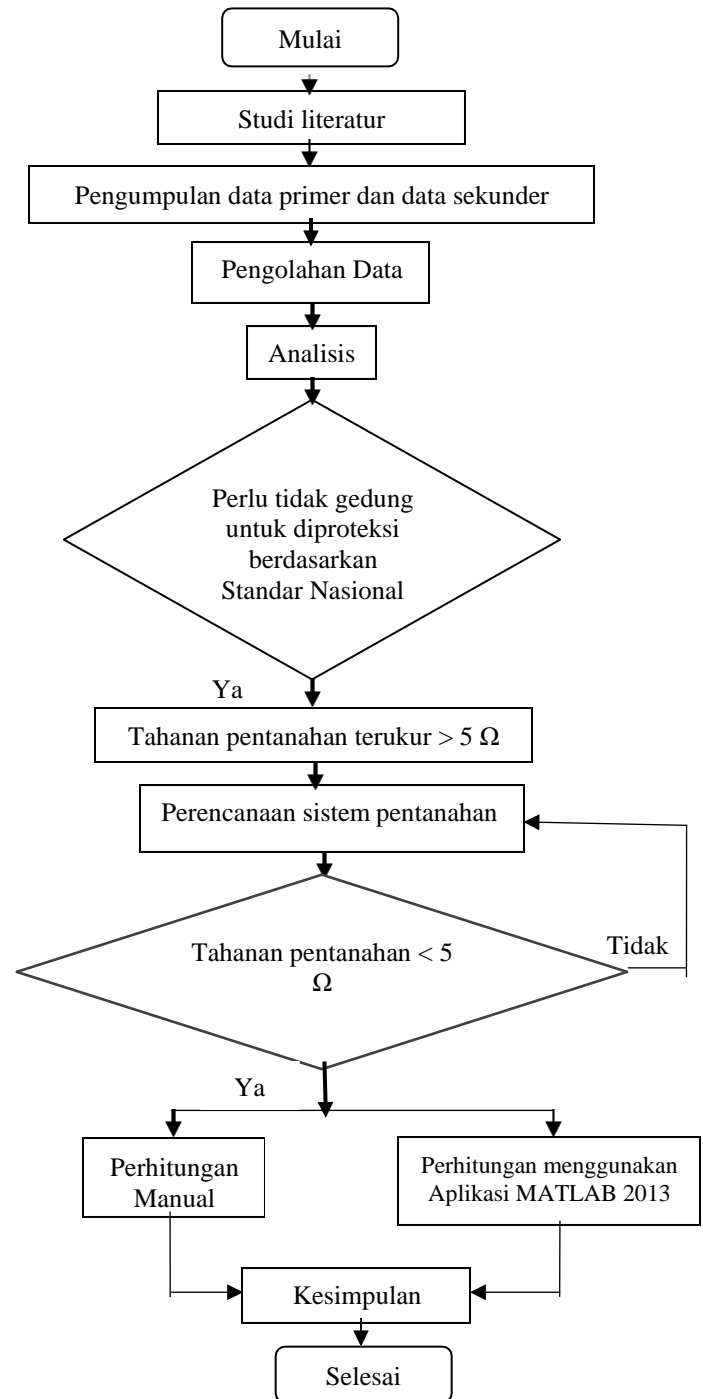 Mulai
Studi literatur
Pengumpulan data primer dan data sekunder
Pengolahan Data
Analisis
Perlu tidak gedung
untuk diproteksi
berdasarkan
Standar Nasional
Ya
Tahanan pentanahan terukur > 5 Ω
Perencanaan sistem pentanahan
Tahanan pentanahan < 5
Ω
Tidak
Ya
Perhitungan
Manual
Perhitungan menggunakan
Aplikasi MATLAB 2013
Kesimpulan
Selesai